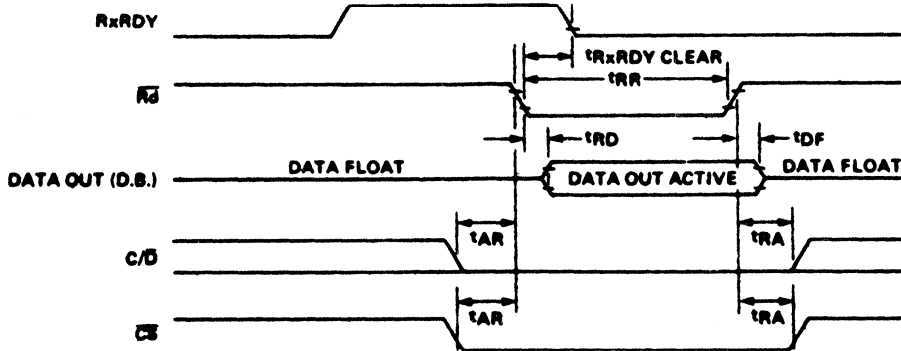 RxRDY
tRxRDY CLEAR
tRR
Rd
tRD
tDF
DATA OUT (D.B.)
DATA FLOAT
DATA OUT ACTIVE
DATA FLOAT
tAR
tRA
C/D
tAR
tRA
CS